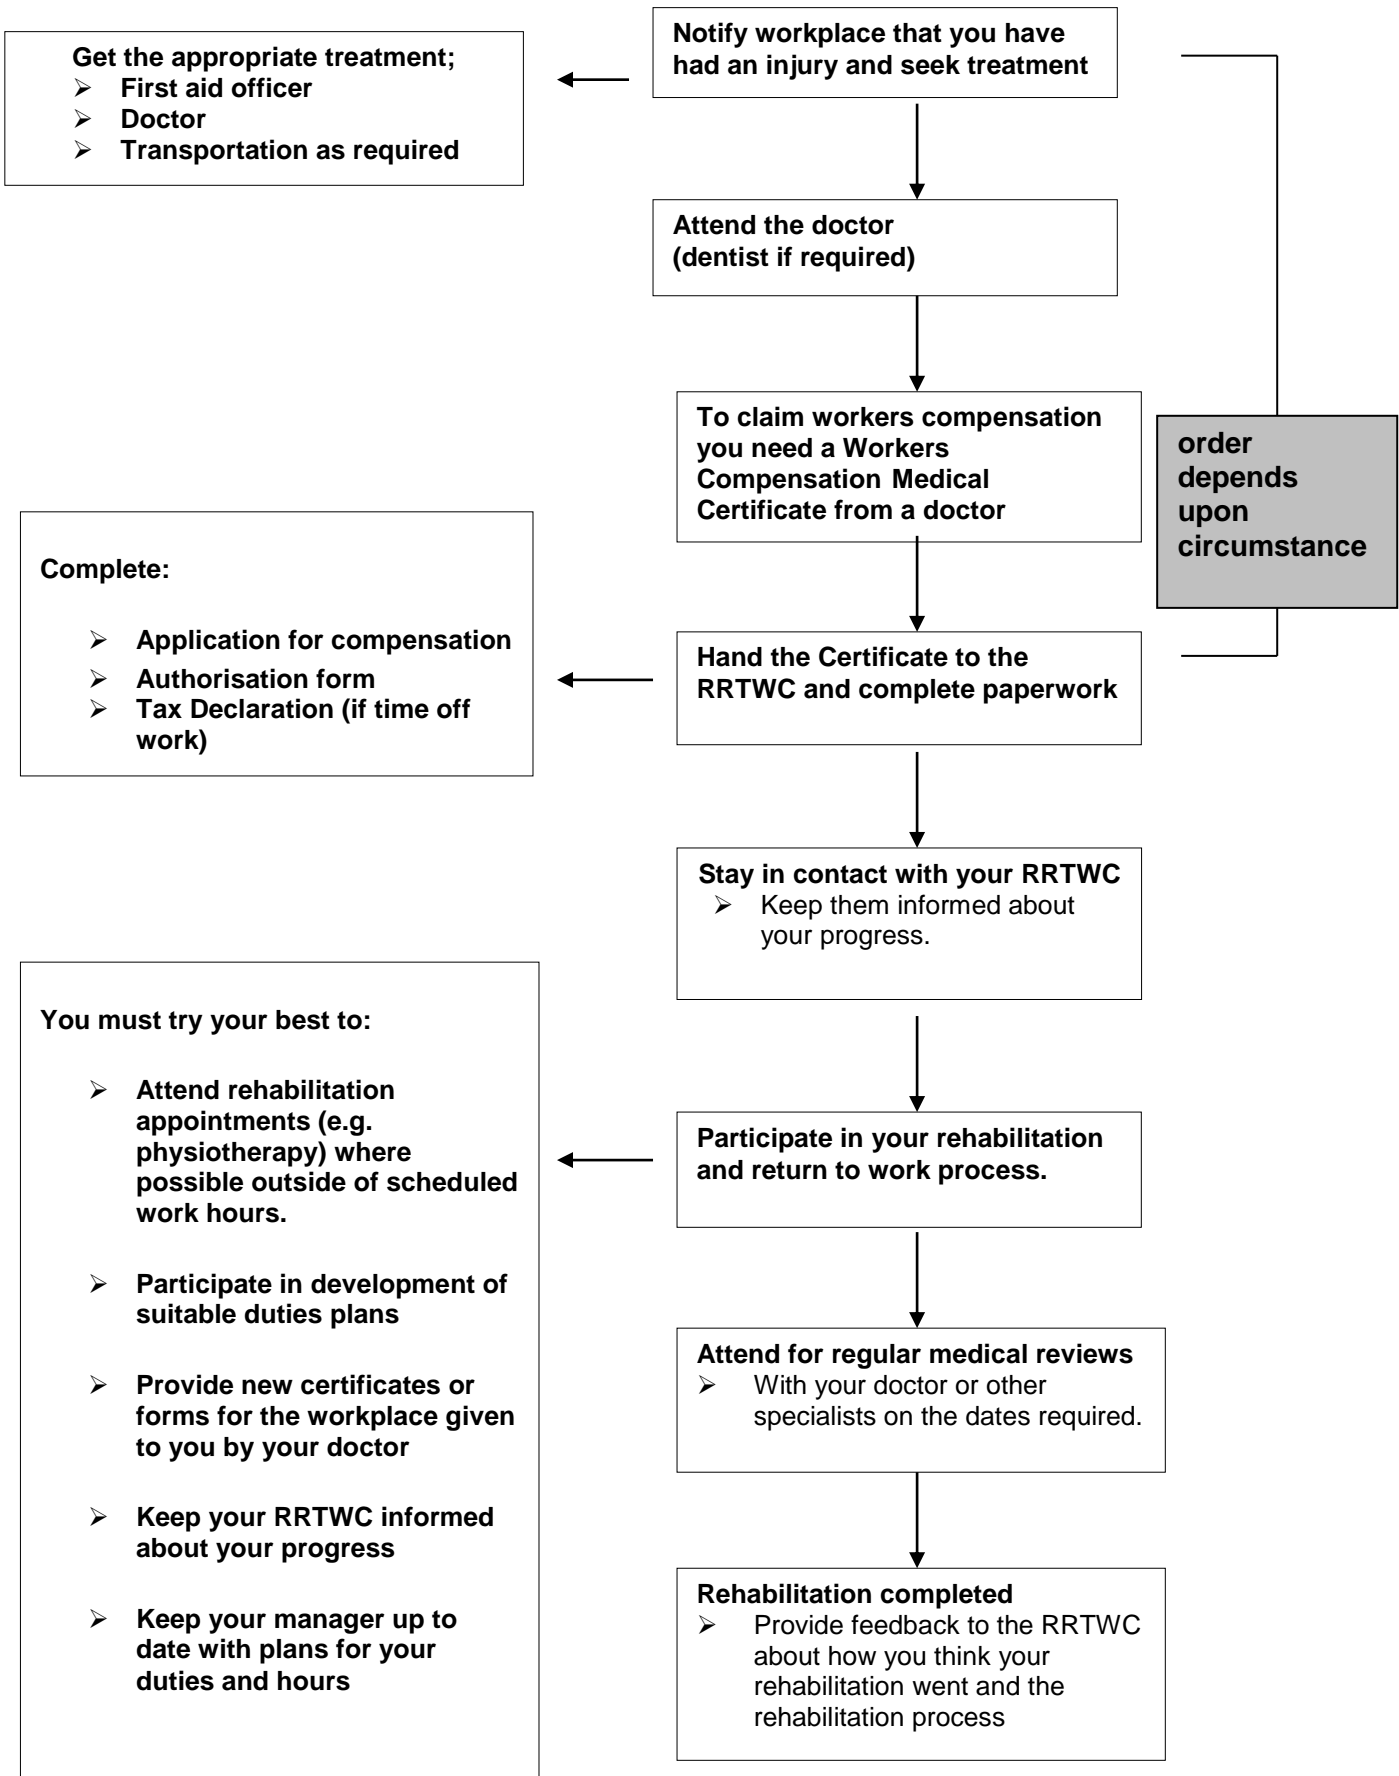 Notify workplace that you have
had an injury and seek treatment
Get the appropriate treatment;
➢ First aid officer
➢ Doctor
➢ Transportation as required
Attend the doctor
(dentist if required)
To claim workers compensation
you need a Workers
Compensation Medical
Certificate from a doctor
order
depends
upon
circumstance
Hand the Certificate to the
RRTWC and complete paperwork
Complete:
➢ Application for compensation
➢ Authorisation form
➢ Tax Declaration (if time off
work)
Stay in contact with your RRTWC
➢ Keep them informed about
your progress.
Participate in your rehabilitation
and return to work process.
You must try your best to:
➢ Attend rehabilitation
appointments (e.g.
physiotherapy) where
possible outside of scheduled
work hours.
➢ Participate in development of
suitable duties plans
➢ Provide new certificates or
forms for the workplace given
to you by your doctor
➢ Keep your RRTWC informed
about your progress
➢ Keep your manager up to
date with plans for your
duties and hours
Attend for regular medical reviews
➢ With your doctor or other
specialists on the dates required.
Rehabilitation completed
➢ Provide feedback to the RRTWC
about how you think your
rehabilitation went and the
rehabilitation process